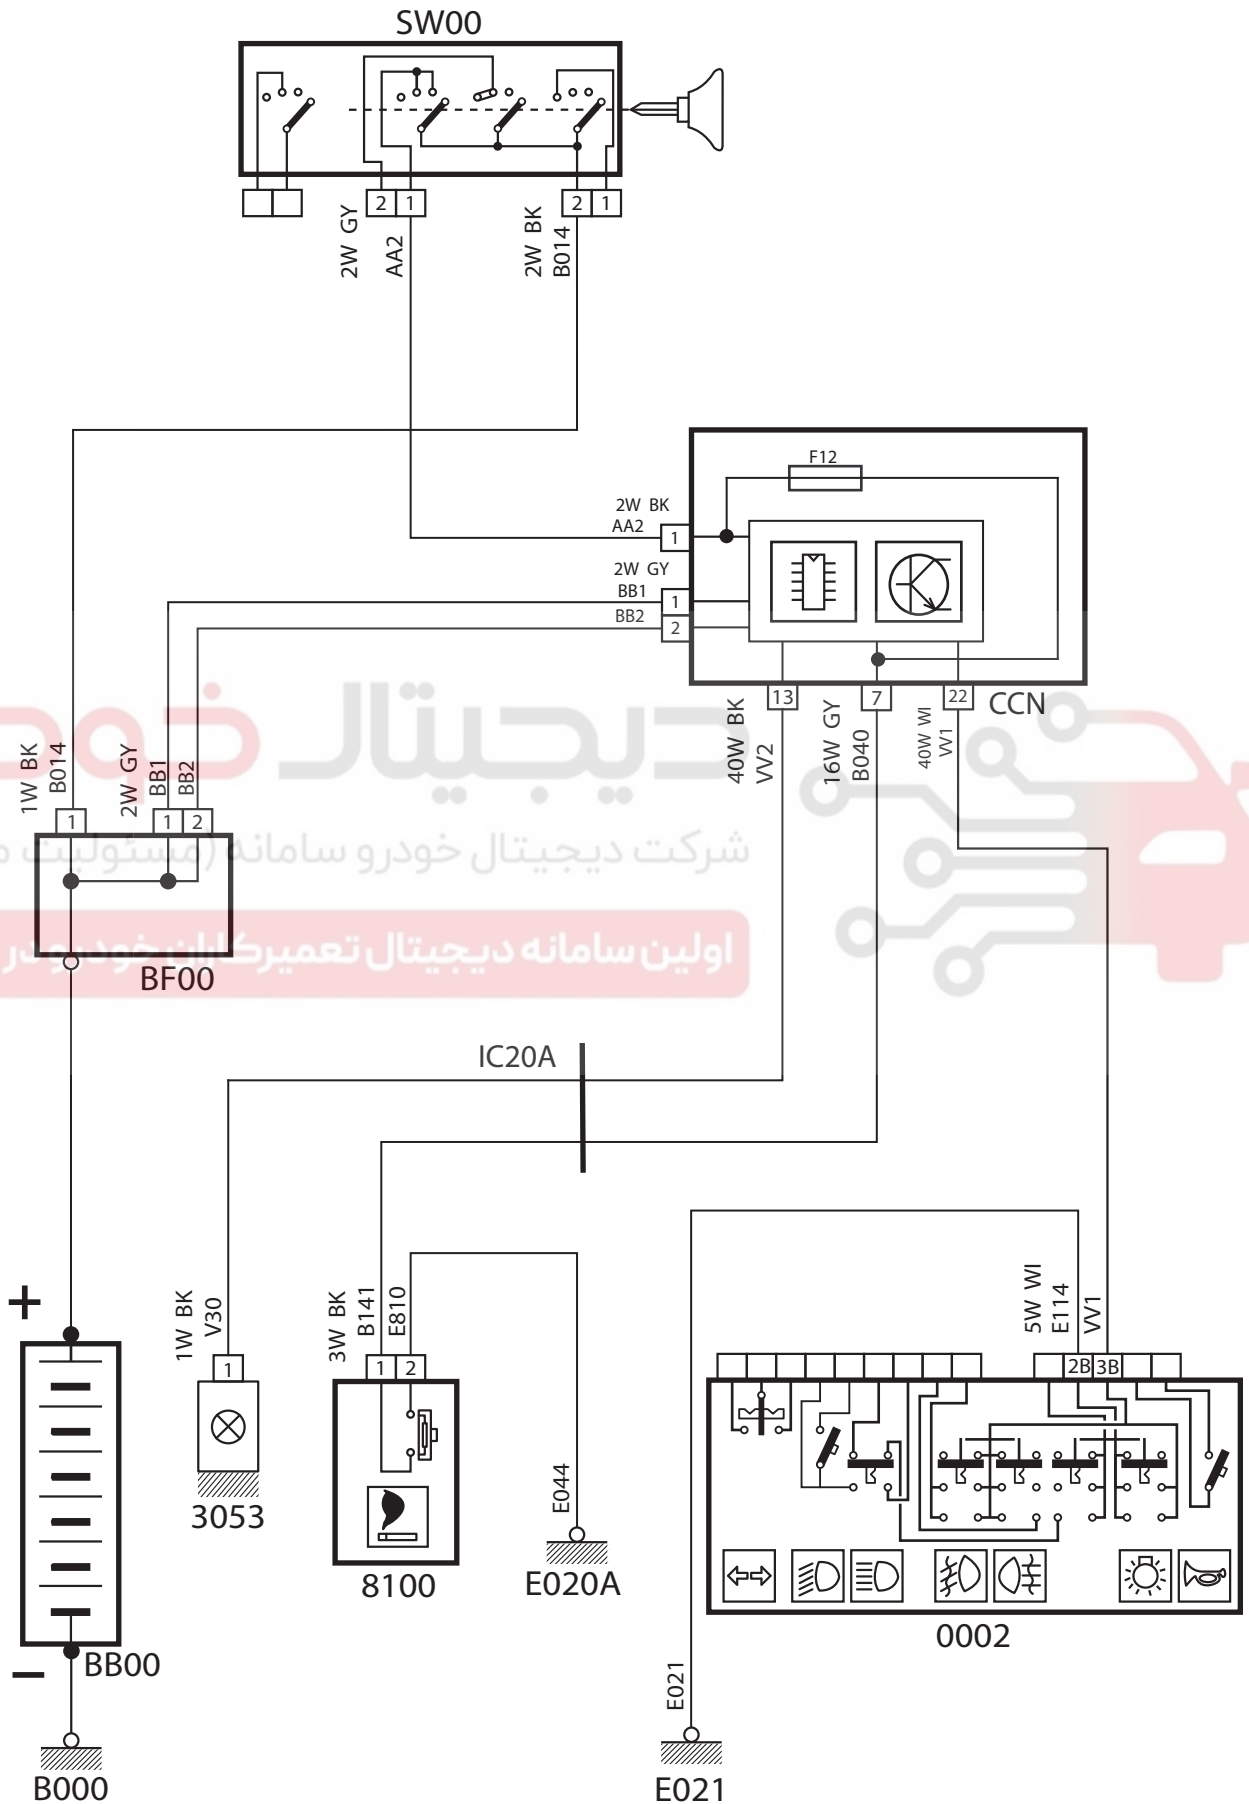 SW00
2 1
2 1
2W GY
AA2
2W BK
B014
F12
2W BK
AA2
1
2W GY
BB1
1
BB2
2
13
7
22
CCN
40W BK
VV2
16W GY
B040
40W WI
VV1
دیجیتال خودرو
شرکت دیجیتال خودرو سامانه (مسئولیت م
اولین سامانه دیجیتال تعمیرکاران خودرو در
1W BK
B014
2W GY
BB1
BB2
1
1 2
BF00
IC20A
1W BK
V30
3W BK
B141
E810
5W WI
E114
VV1
+
1
1 2
2B 3B
3053
8100
E044
E020A
0002
−
BB00
B000
E021
E021